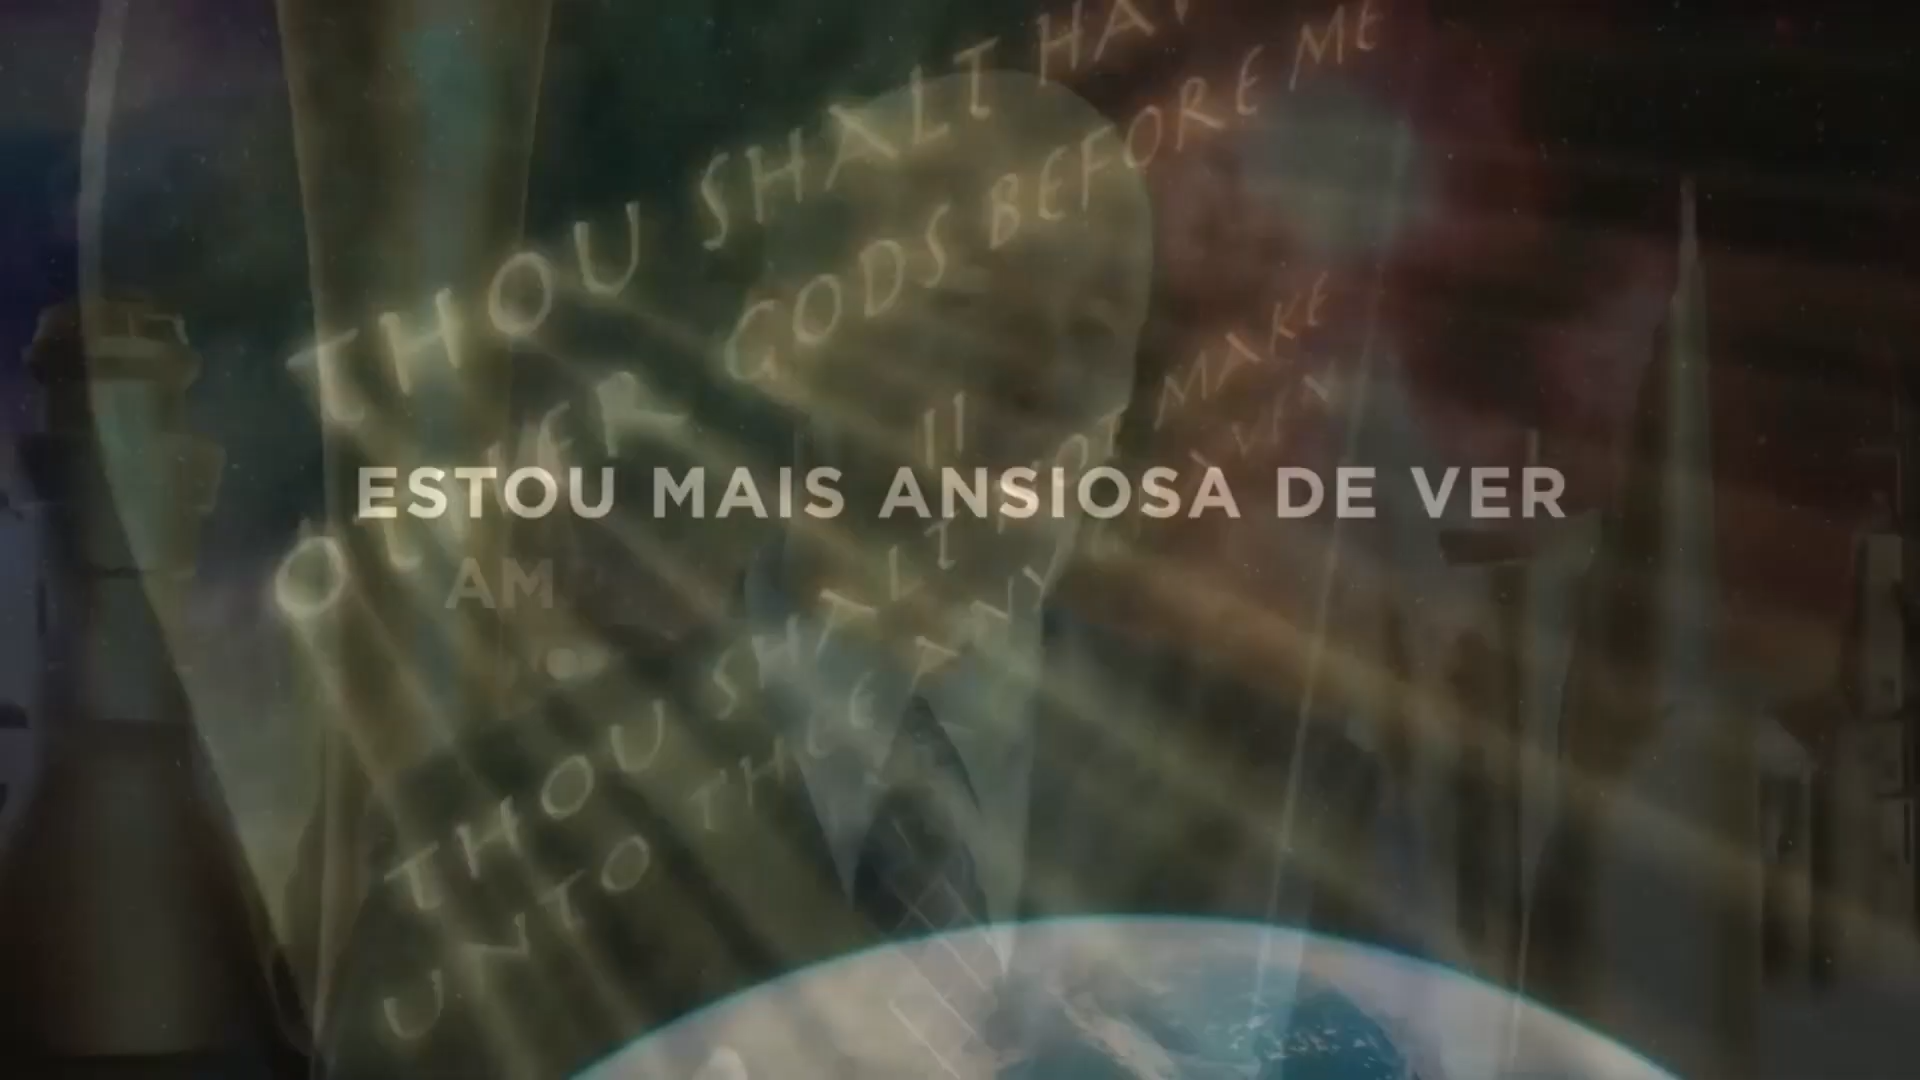 THOU SHALT HA
OTHER GODS BEFORE ME
II
THOU SHALT NOT MAKE
UNTO THEE ANY
ESTOU MAIS ANSIOSA DE VER
AM